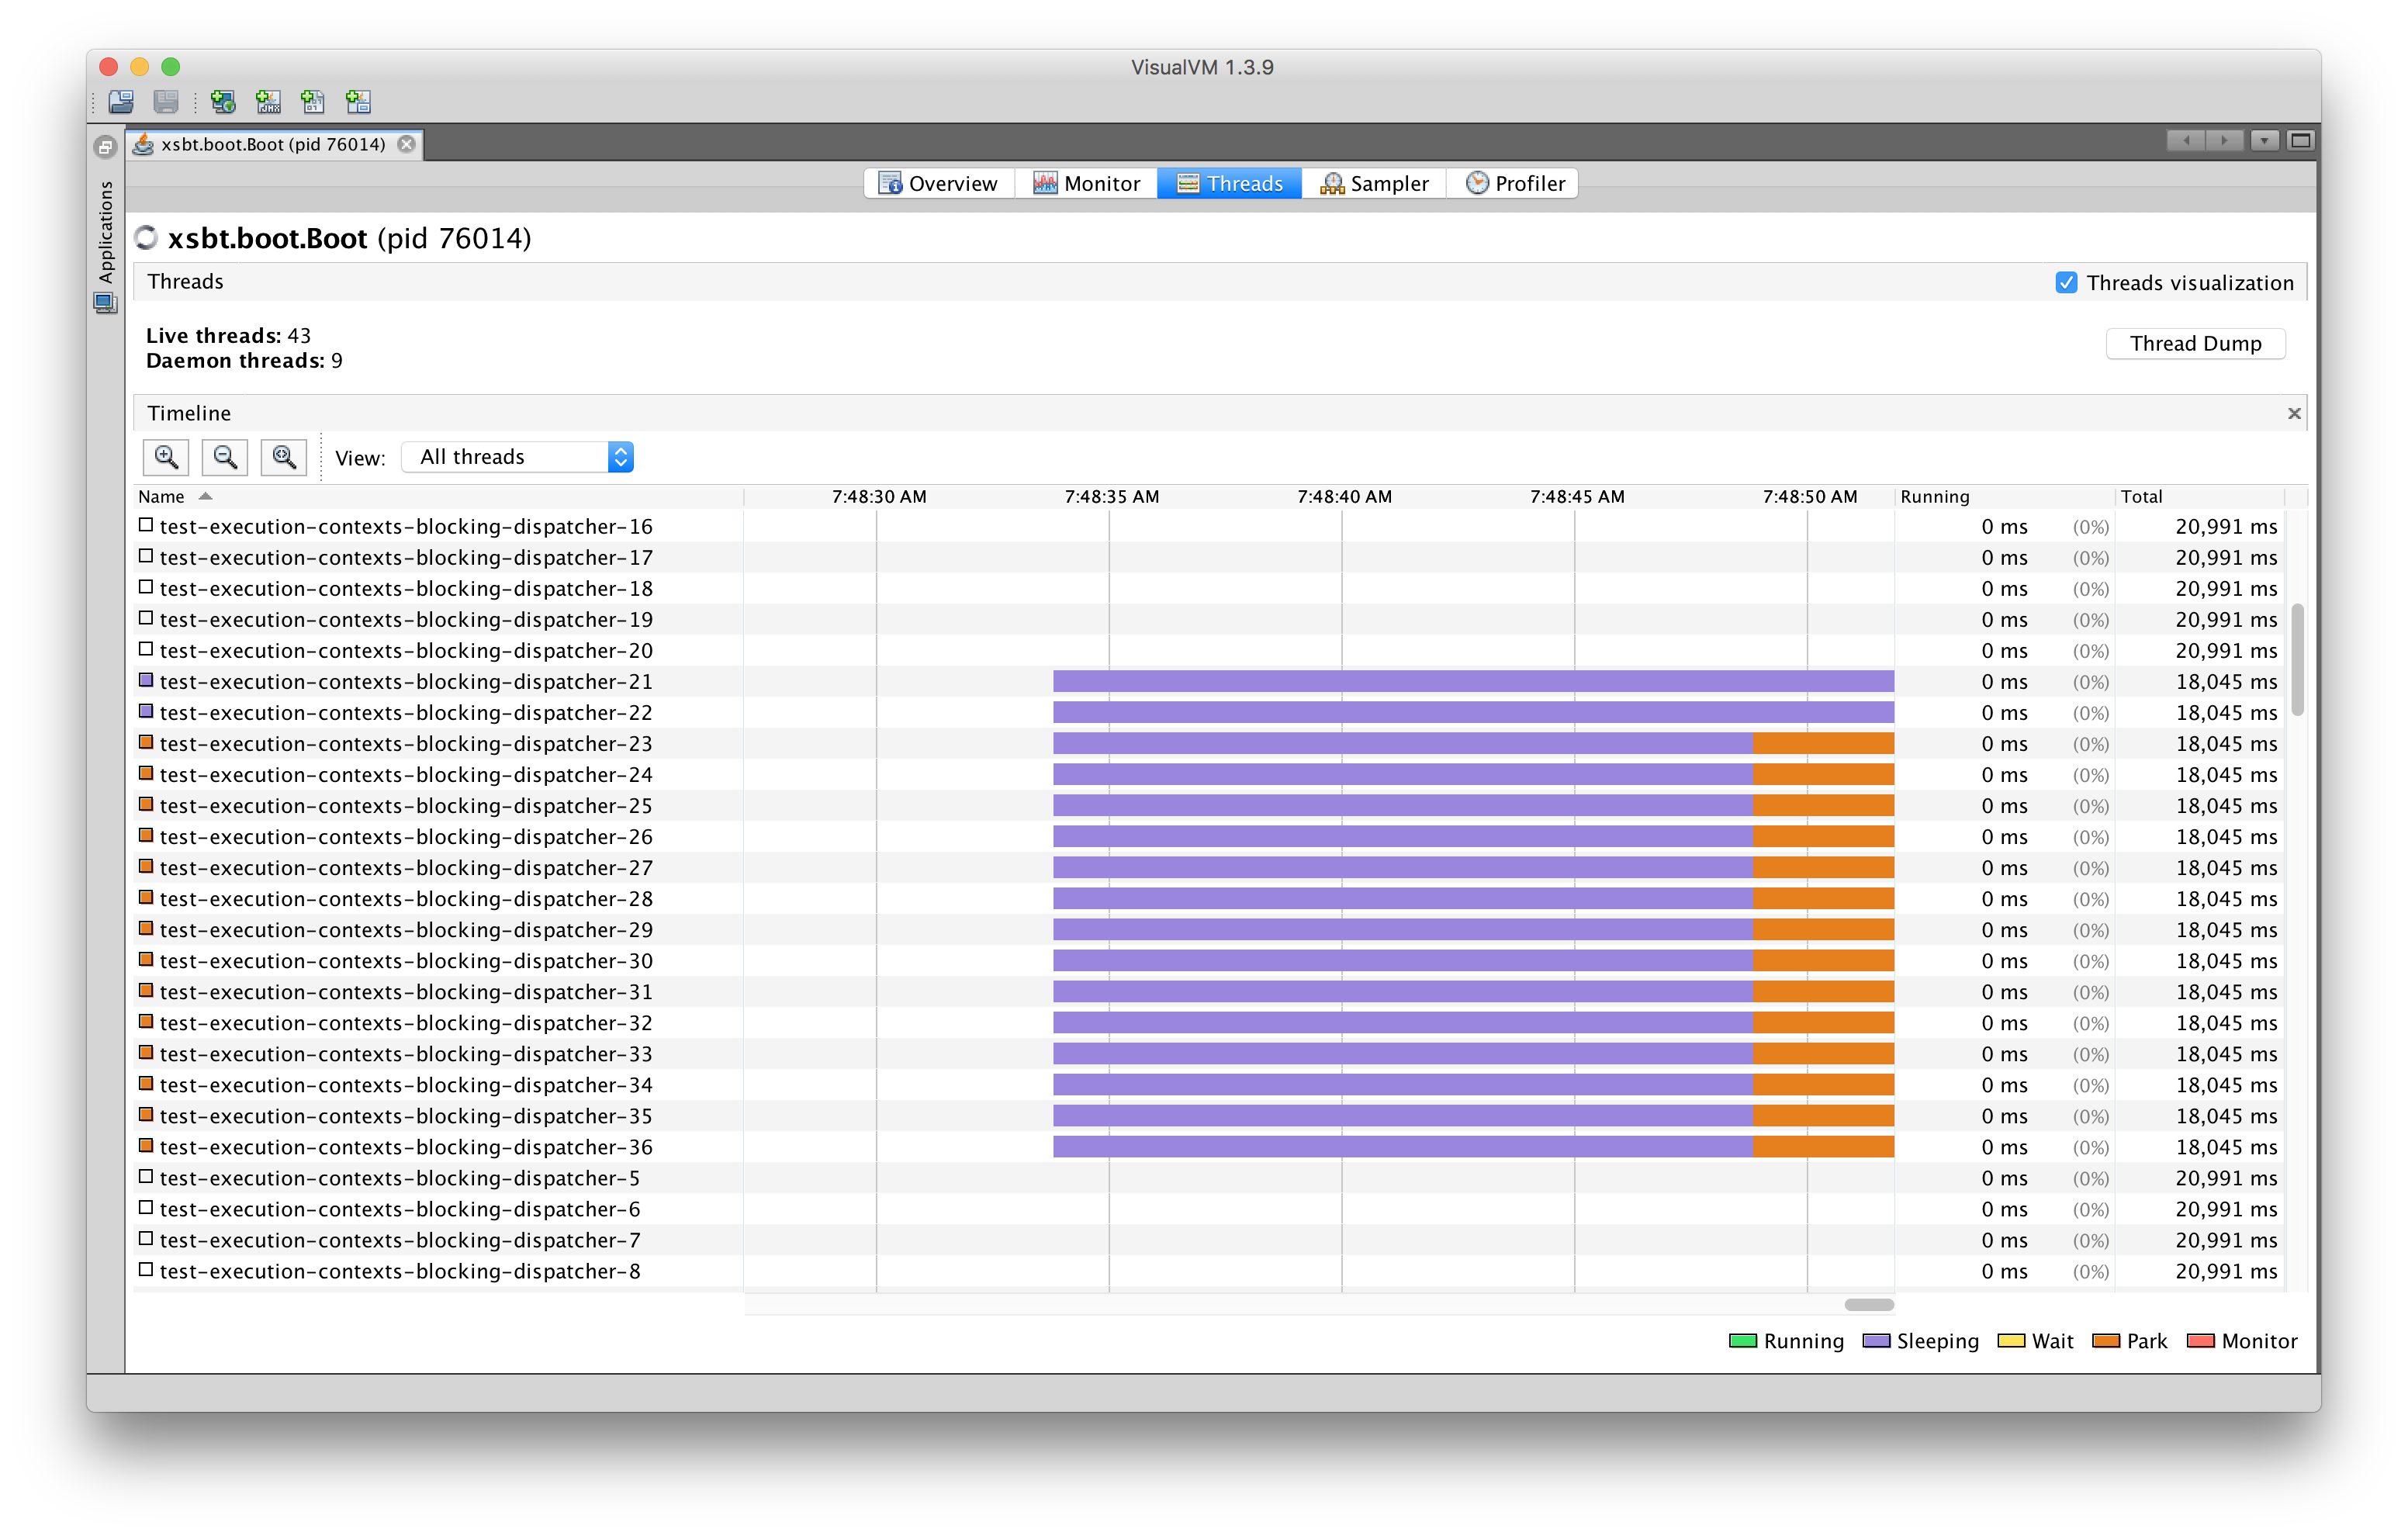 VisualVM 1.3.9
xsbt.boot.Boot (pid 76014)
Applications
Overview Monitor Threads Sampler Profiler
xsbt.boot.Boot (pid 76014)
Threads Threads visualization
Live threads: 43
Daemon threads: 9
Thread Dump
Timeline
View: All threads
Name 7:48:30 AM 7:48:35 AM 7:48:40 AM 7:48:45 AM 7:48:50 AM Running Total
test-execution-contexts-blocking-dispatcher-16 0 ms (0%) 20,991 ms
test-execution-contexts-blocking-dispatcher-17 0 ms (0%) 20,991 ms
test-execution-contexts-blocking-dispatcher-18 0 ms (0%) 20,991 ms
test-execution-contexts-blocking-dispatcher-19 0 ms (0%) 20,991 ms
test-execution-contexts-blocking-dispatcher-20 0 ms (0%) 20,991 ms
test-execution-contexts-blocking-dispatcher-21 0 ms (0%) 18,045 ms
test-execution-contexts-blocking-dispatcher-22 0 ms (0%) 18,045 ms
test-execution-contexts-blocking-dispatcher-23 0 ms (0%) 18,045 ms
test-execution-contexts-blocking-dispatcher-24 0 ms (0%) 18,045 ms
test-execution-contexts-blocking-dispatcher-25 0 ms (0%) 18,045 ms
test-execution-contexts-blocking-dispatcher-26 0 ms (0%) 18,045 ms
test-execution-contexts-blocking-dispatcher-27 0 ms (0%) 18,045 ms
test-execution-contexts-blocking-dispatcher-28 0 ms (0%) 18,045 ms
test-execution-contexts-blocking-dispatcher-29 0 ms (0%) 18,045 ms
test-execution-contexts-blocking-dispatcher-30 0 ms (0%) 18,045 ms
test-execution-contexts-blocking-dispatcher-31 0 ms (0%) 18,045 ms
test-execution-contexts-blocking-dispatcher-32 0 ms (0%) 18,045 ms
test-execution-contexts-blocking-dispatcher-33 0 ms (0%) 18,045 ms
test-execution-contexts-blocking-dispatcher-34 0 ms (0%) 18,045 ms
test-execution-contexts-blocking-dispatcher-35 0 ms (0%) 18,045 ms
test-execution-contexts-blocking-dispatcher-36 0 ms (0%) 18,045 ms
test-execution-contexts-blocking-dispatcher-5 0 ms (0%) 20,991 ms
test-execution-contexts-blocking-dispatcher-6 0 ms (0%) 20,991 ms
test-execution-contexts-blocking-dispatcher-7 0 ms (0%) 20,991 ms
test-execution-contexts-blocking-dispatcher-8 0 ms (0%) 20,991 ms
Running Sleeping Wait Park Monitor